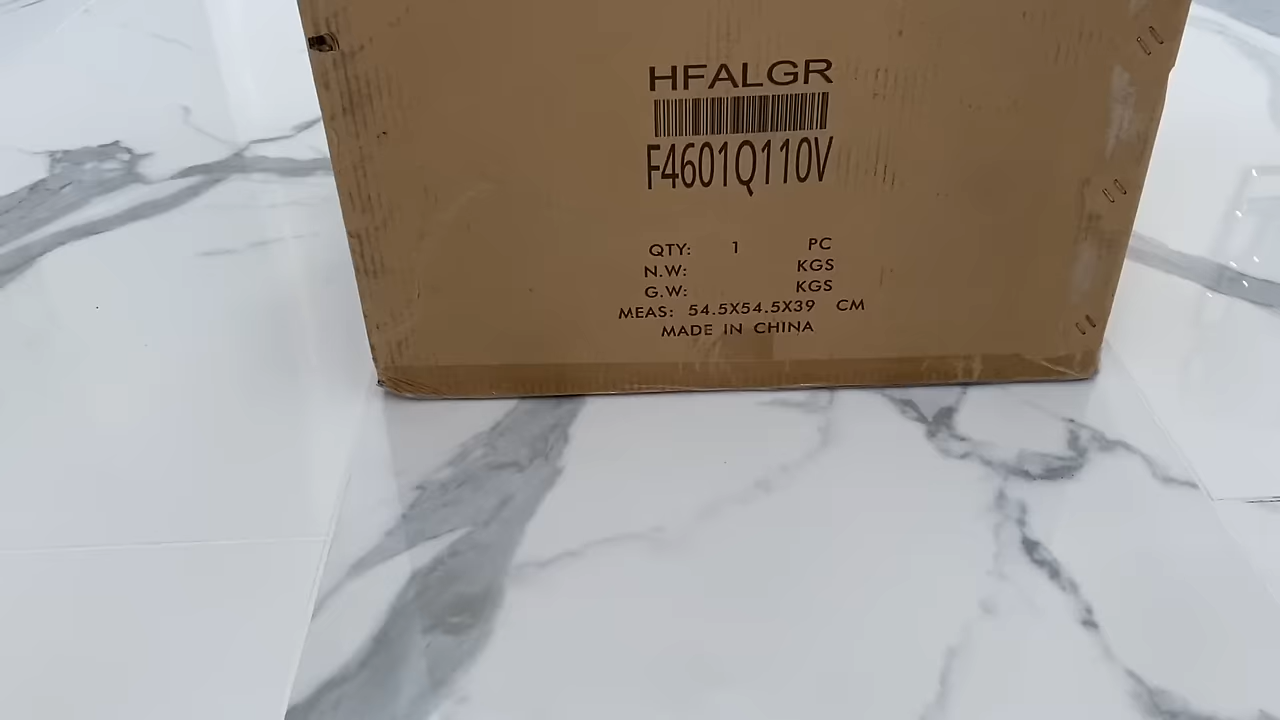 HFALGR
F4601Q110V
QTY: 1 PC
N.W: KGS
G.W: KGS
MEAS: 54.5X54.5X39 CM
MADE IN CHINA